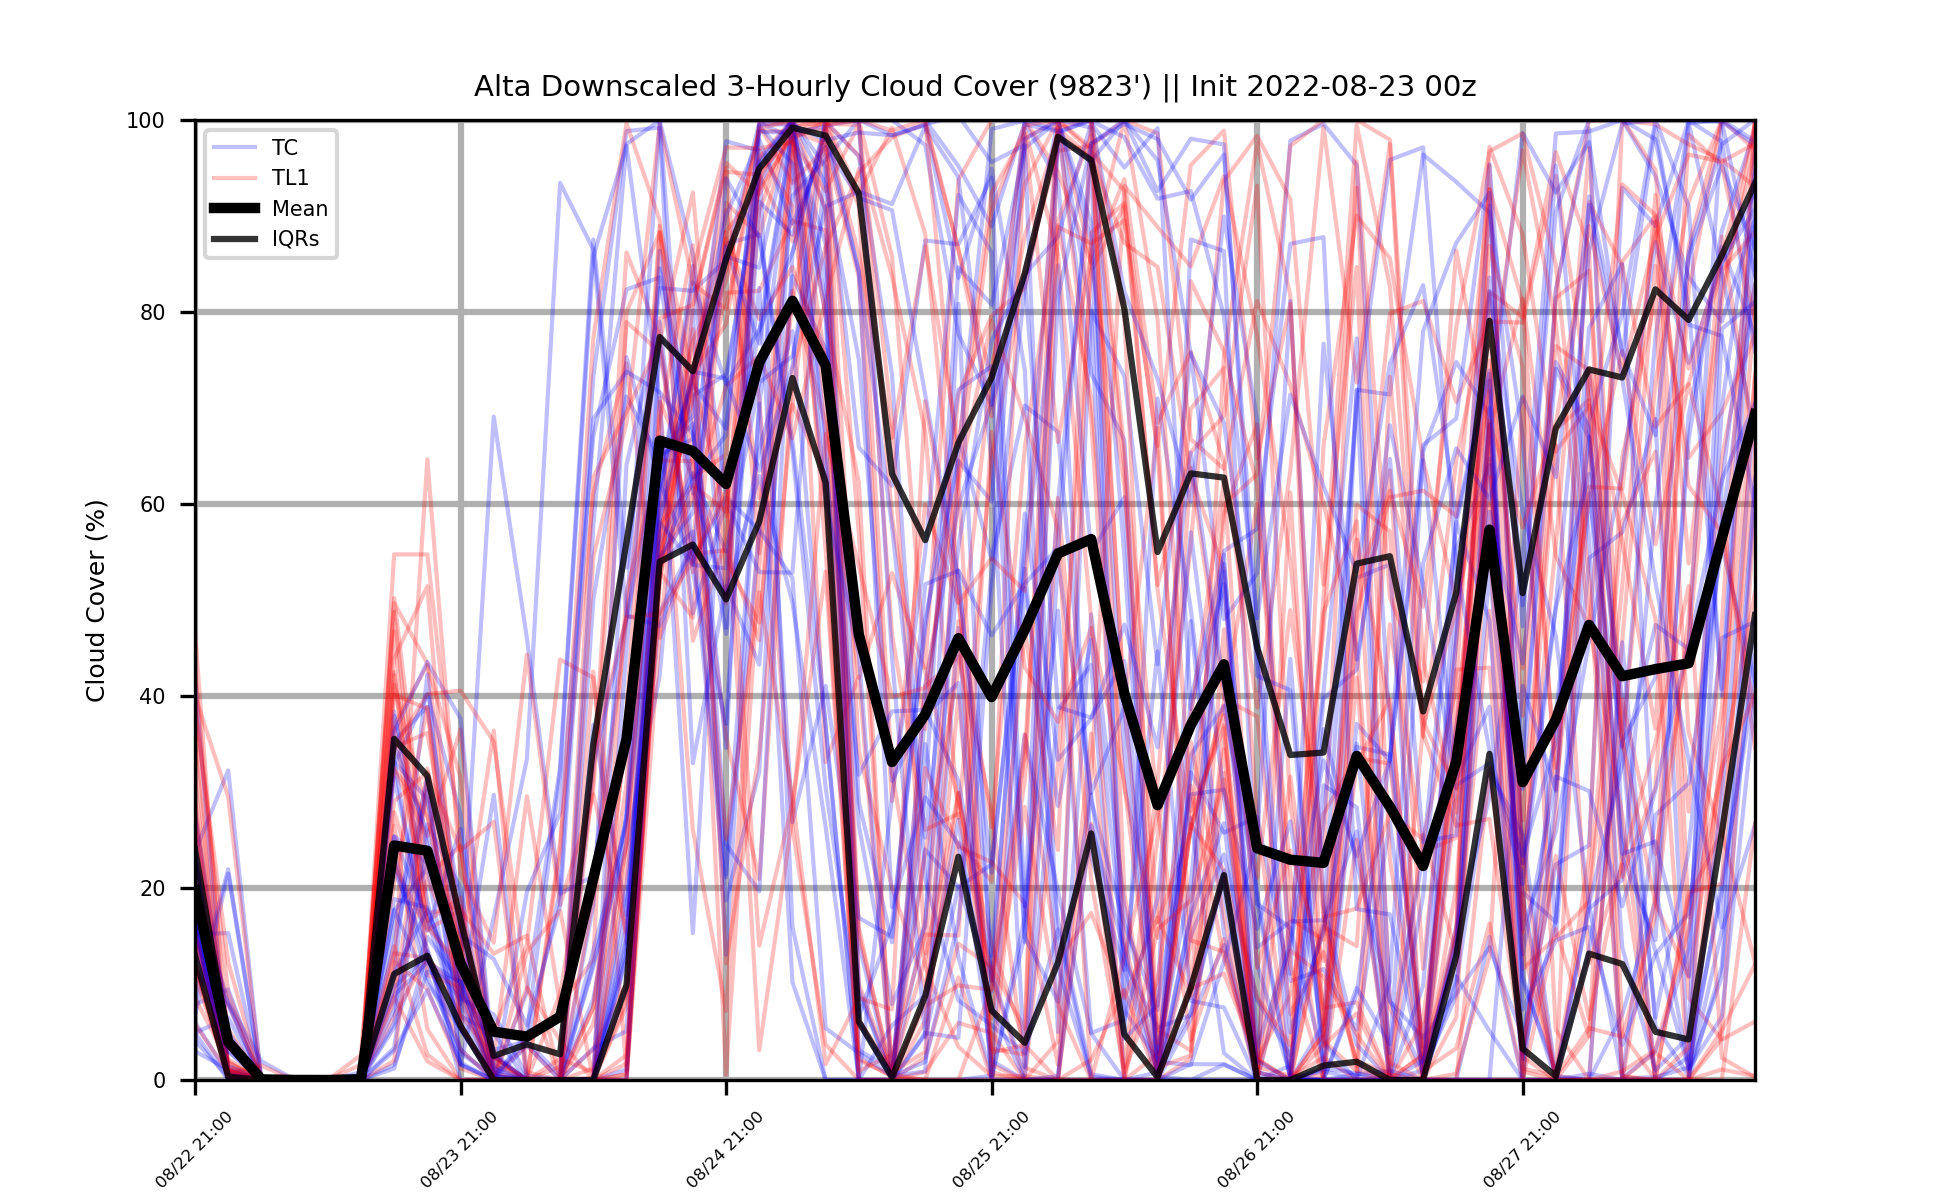 Alta Downscaled 3-Hourly Cloud Cover (9823') || Init 2022-08-23 00z
TC
TL1
Mean
IQRs
Cloud Cover (%)
100
80
60
40
20
0
08/22 21:00
08/23 21:00
08/24 21:00
08/25 21:00
08/26 21:00
08/27 21:00